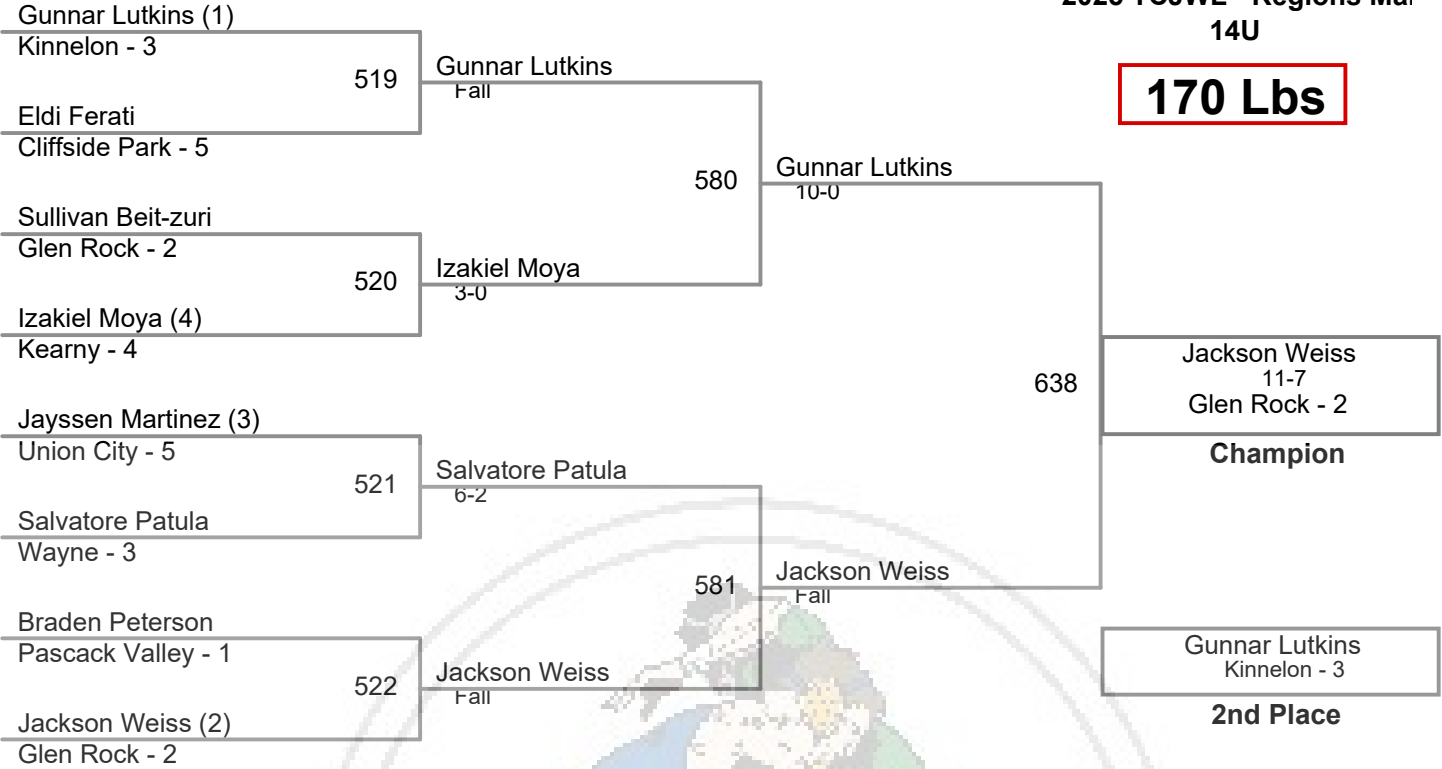 Gunnar Lutkins (1)
Kinnelon - 3
519
Eldi Ferati
Cliffside Park - 5
Gunnar Lutkins
Fall
Sullivan Beit-zuri
Glen Rock - 2
520
Izakiel Moya (4)
Kearny - 4
Izakiel Moya
3-0
580
Gunnar Lutkins
10-0
Jayssen Martinez (3)
Union City - 5
521
Salvatore Patula
Wayne - 3
Salvatore Patula
6-2
Braden Peterson
Pascack Valley - 1
522
Jackson Weiss (2)
Glen Rock - 2
Jackson Weiss
Fall
581
Jackson Weiss
Fall
638
14U
170 Lbs
Jackson Weiss
11-7
Glen Rock - 2
Champion
Gunnar Lutkins
Kinnelon - 3
2nd Place